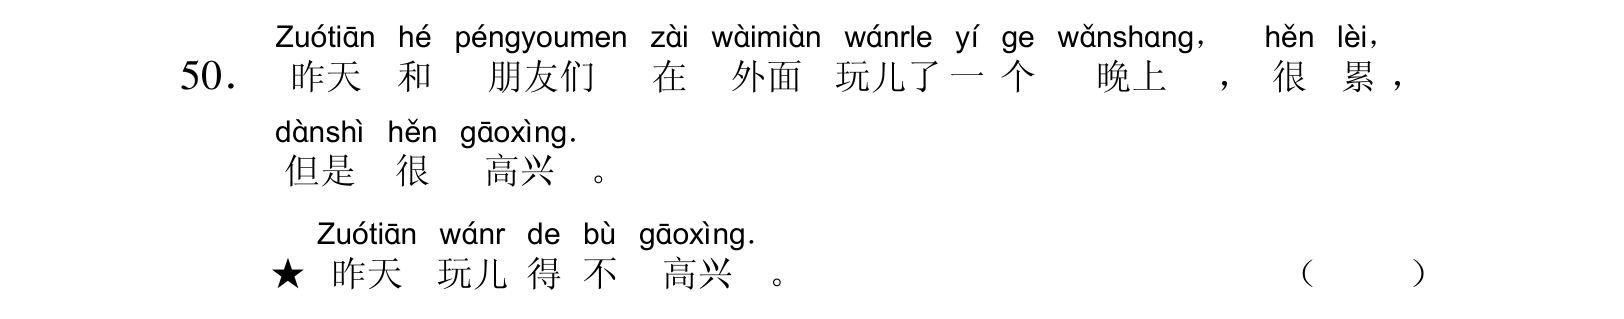 Zuótiān hé péngyoumen zài wàimiàn wánrle yí ge wǎnshang, hěn lèi,
50. 昨天 和 朋友们 在 外面 玩儿了 一 个 晚上 , 很 累 ,
dànshì hěn gāoxìng.
但是 很 高兴 。
Zuótiān wánr de bù gāoxìng.
★ 昨天 玩儿 得 不 高兴 。 ( )